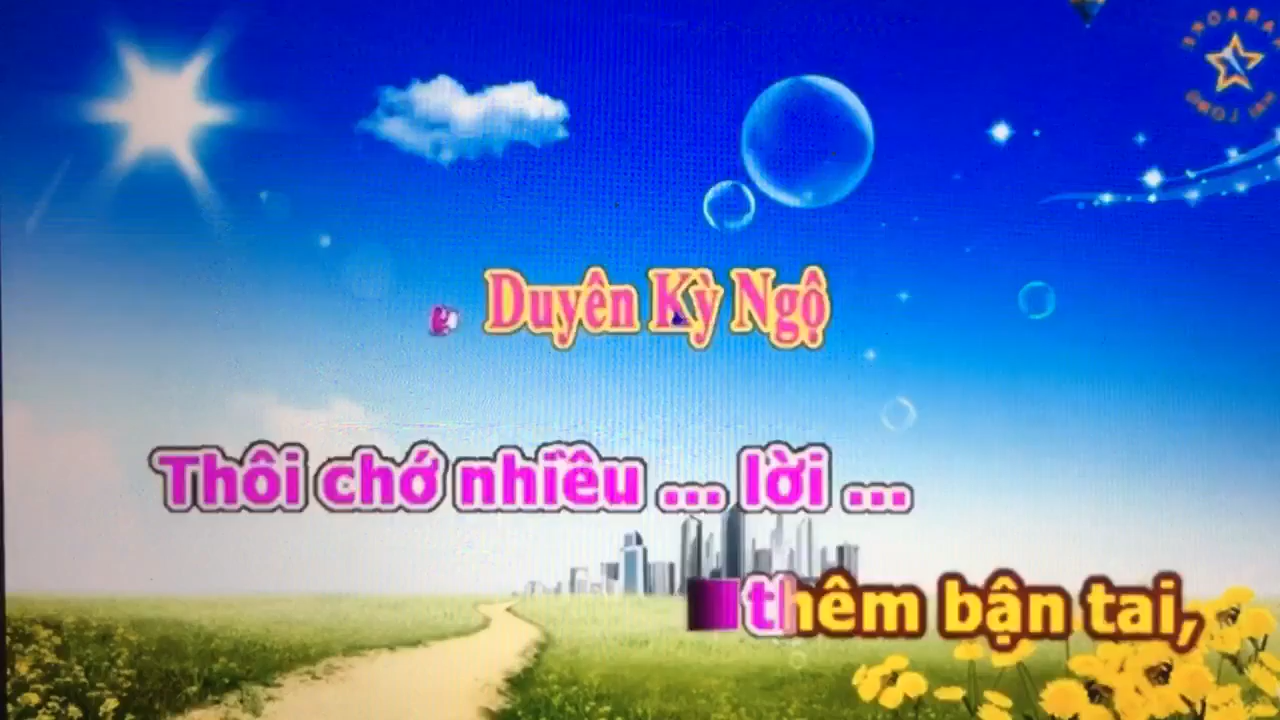 Duyên Kỳ Ngộ
Thôi chớ nhiều ... lời ...
thêm bận tai,